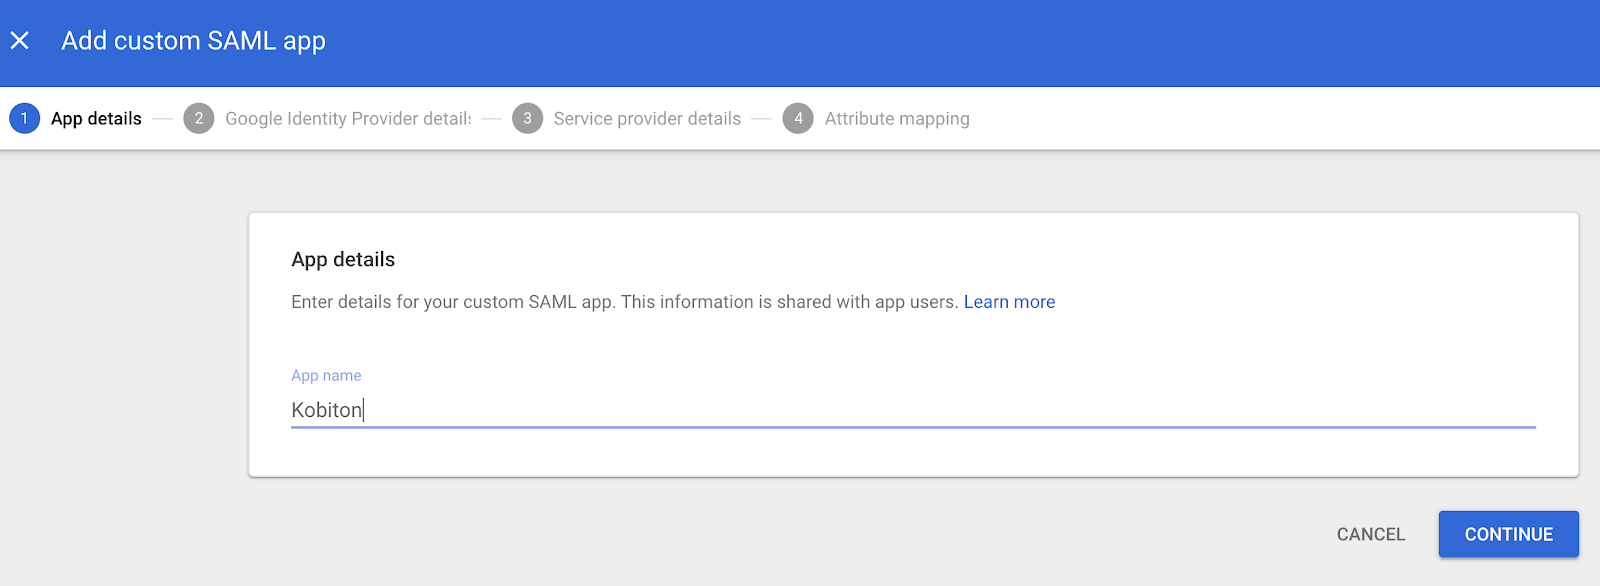 Add custom SAML app
1 App details 2 Google Identity Provider details 3 Service provider details 4 Attribute mapping
App details
Enter details for your custom SAML app. This information is shared with app users. Learn more
App name
Kobiton
CANCEL CONTINUE